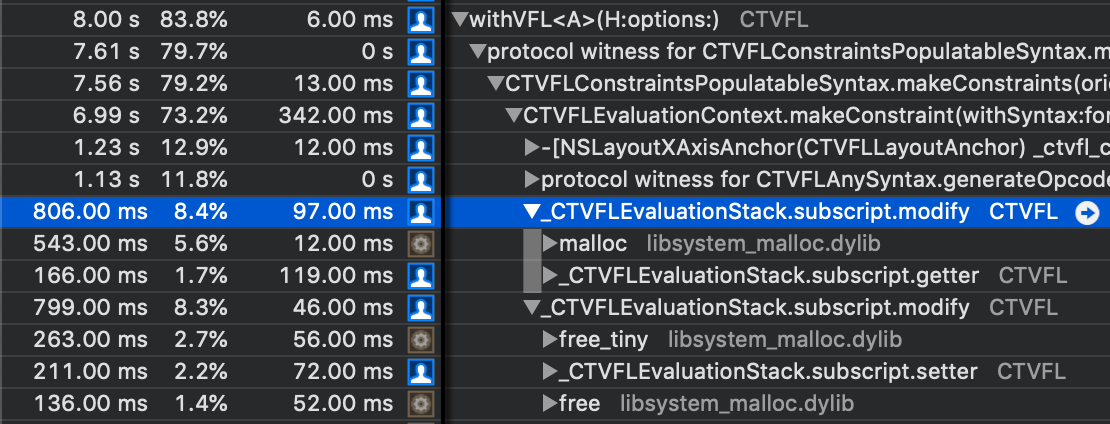 8.00 s 83.8% 6.00 ms ▼withVFL<A>(H:options:) CTVFL
7.61 s 79.7% 0 s ▼protocol witness for CTVFLConstraintsPopulatableSyntax.m
7.56 s 79.2% 13.00 ms ▼CTVFLConstraintsPopulatableSyntax.makeConstraints(ori
6.99 s 73.2% 342.00 ms ▼CTVFLEvaluationContext.makeConstraint(withSyntax:for
1.23 s 12.9% 12.00 ms ▶-[NSLayoutXAxisAnchor(CTVFLLayoutAnchor) _ctvfl_c
1.13 s 11.8% 0 s ▶protocol witness for CTVFLAnySyntax.generateOpcode
806.00 ms 8.4% 97.00 ms ▼_CTVFLEvaluationStack.subscript.modify CTVFL
543.00 ms 5.6% 12.00 ms ▶malloc libsystem_malloc.dylib
166.00 ms 1.7% 119.00 ms ▶_CTVFLEvaluationStack.subscript.getter CTVFL
799.00 ms 8.3% 46.00 ms ▼_CTVFLEvaluationStack.subscript.modify CTVFL
263.00 ms 2.7% 56.00 ms ▶free_tiny libsystem_malloc.dylib
211.00 ms 2.2% 72.00 ms ▶_CTVFLEvaluationStack.subscript.setter CTVFL
136.00 ms 1.4% 52.00 ms ▶free libsystem_malloc.dylib